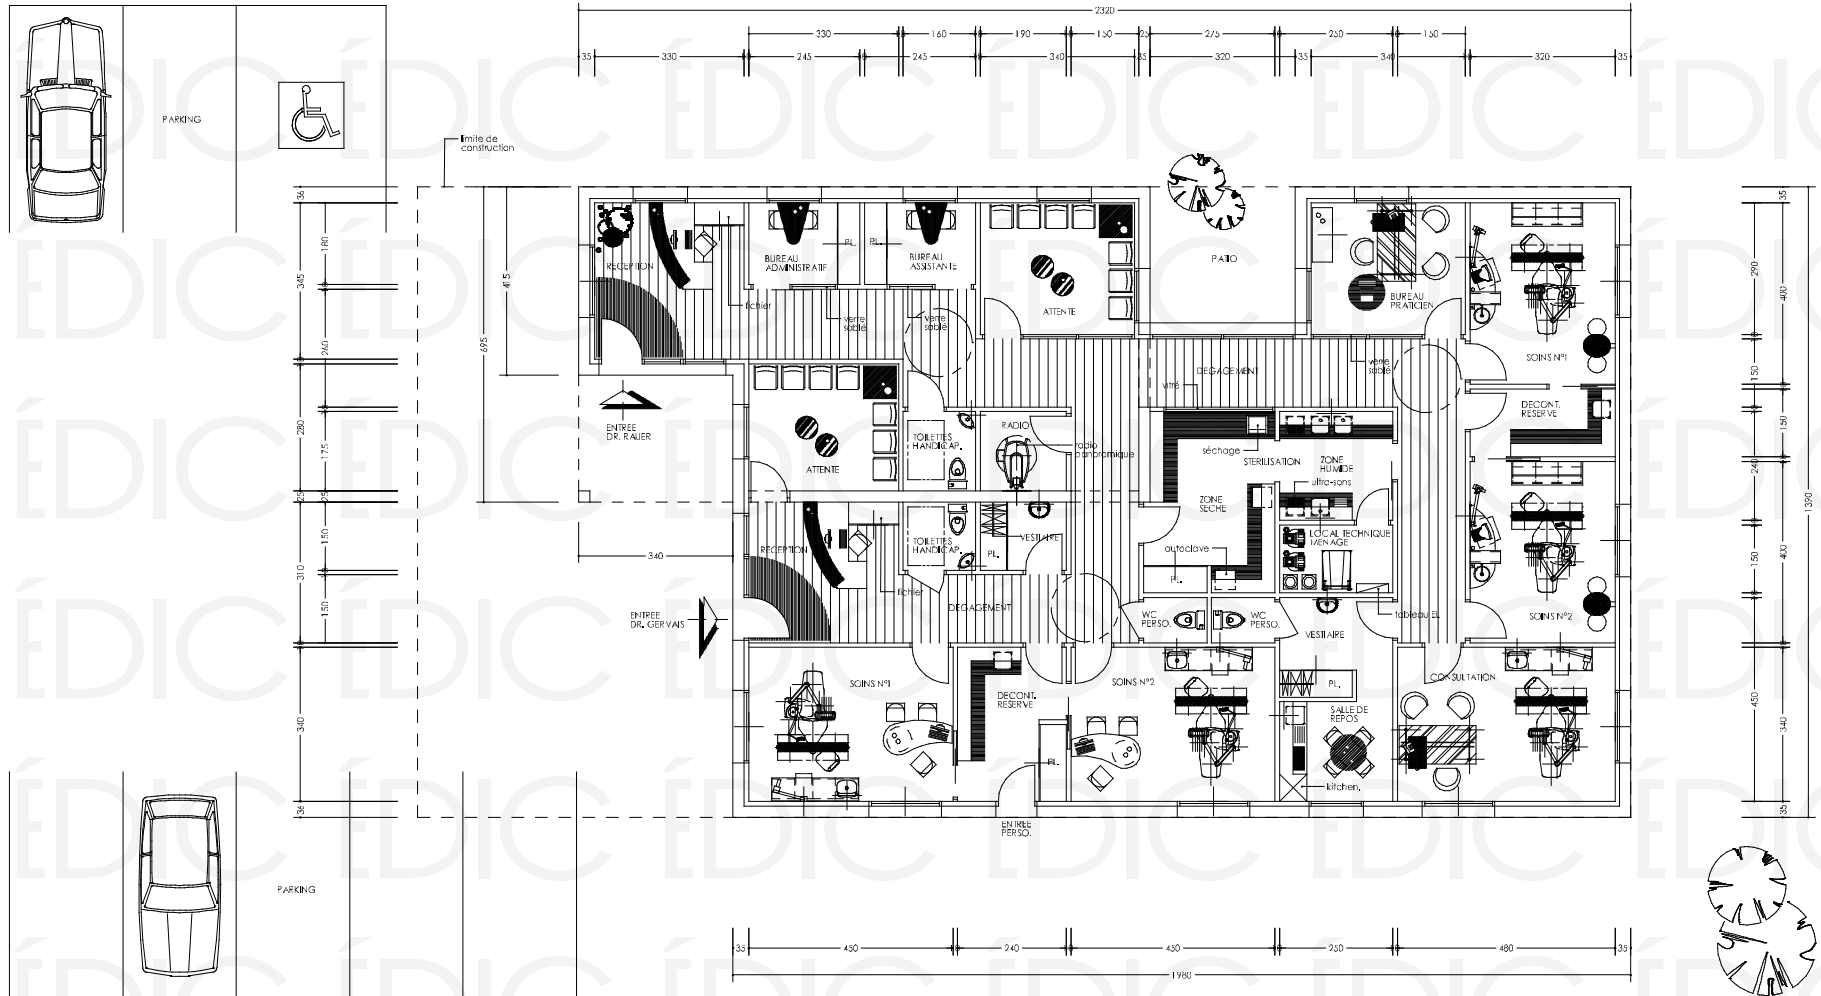 2320
330
160
190
150
25
275
250
150
35
330
245
245
340
35
320
35
340
320
35
PARKING
limite de
construction
RECEPTION
BUREAU
ADMINISTRATIF
PL.
PL.
BUREAU
ASSISTANTE
fichier
verre
sablé
verre
sablé
ATTENTE
PATIO
BUREAU
PRATICIEN
SOINS N°1
verre
sablé
DEGAGEMENT
vitré
DECONT.
RESERVE
ENTREE
DR. RAUER
ATTENTE
TOILETTES
HANDICAP.
RADIO
radio
panoramique
séchage
STERILISATION
ZONE
HUMIDE
ultra-sons
ZONE
SECHE
RECEPTION
TOILETTES
HANDICAP.
PL.
VESTIAIRE
LOCAL TECHNIQUE
MENAGE
autoclave
PL.
fichier
DEGAGEMENT
WC
PERSO.
WC
PERSO.
tableau EL.
VESTIAIRE
SOINS N°2
ENTREE
DR. GERVAIS
SOINS N°1
DECONT.
RESERVE
SOINS N°2
PL.
CONSULTATION
SALLE DE
REPOS
PL.
kitchen.
ENTREE
PERSO.
PARKING
36
345
280
25
310
340
36
180
260
175
25
150
150
415
695
340
35
290
150
150
240
150
450
35
400
400
340
1390
35
450
240
450
250
480
35
1980
ÉDIC